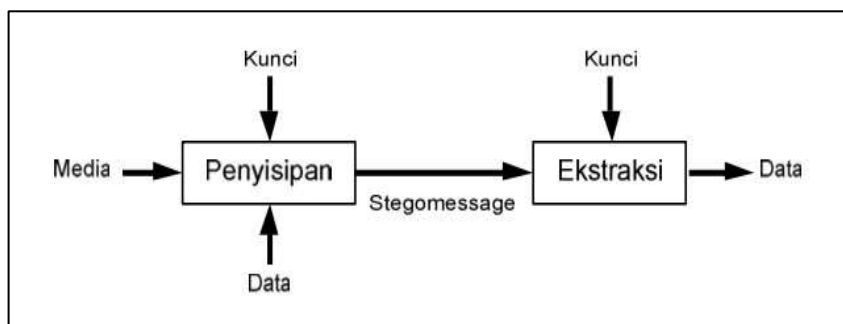 Kunci
Kunci
Media
Penyisipan
Ekstraksi
Data
Stegomessage
Data